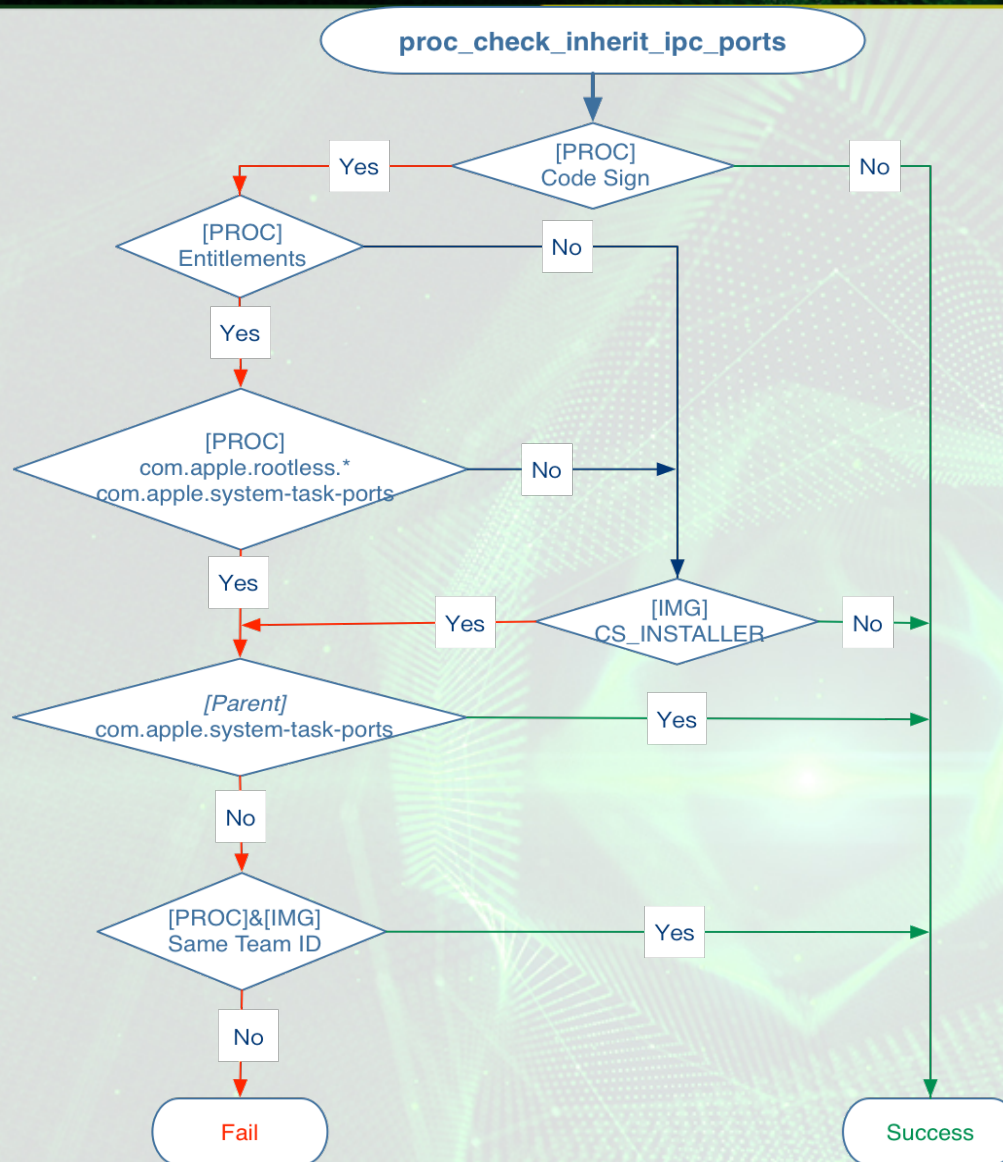 proc_check_inherit_ipc_ports
[PROC]
Code Sign
Yes
No
[PROC]
Entitlements
No
Yes
[PROC]
com.apple.rootless.*
com.apple.system-task-ports
No
Yes
[IMG]
CS_INSTALLER
Yes
No
[Parent]
com.apple.system-task-ports
Yes
No
[PROC]&[IMG]
Same Team ID
Yes
No
Fail
Success